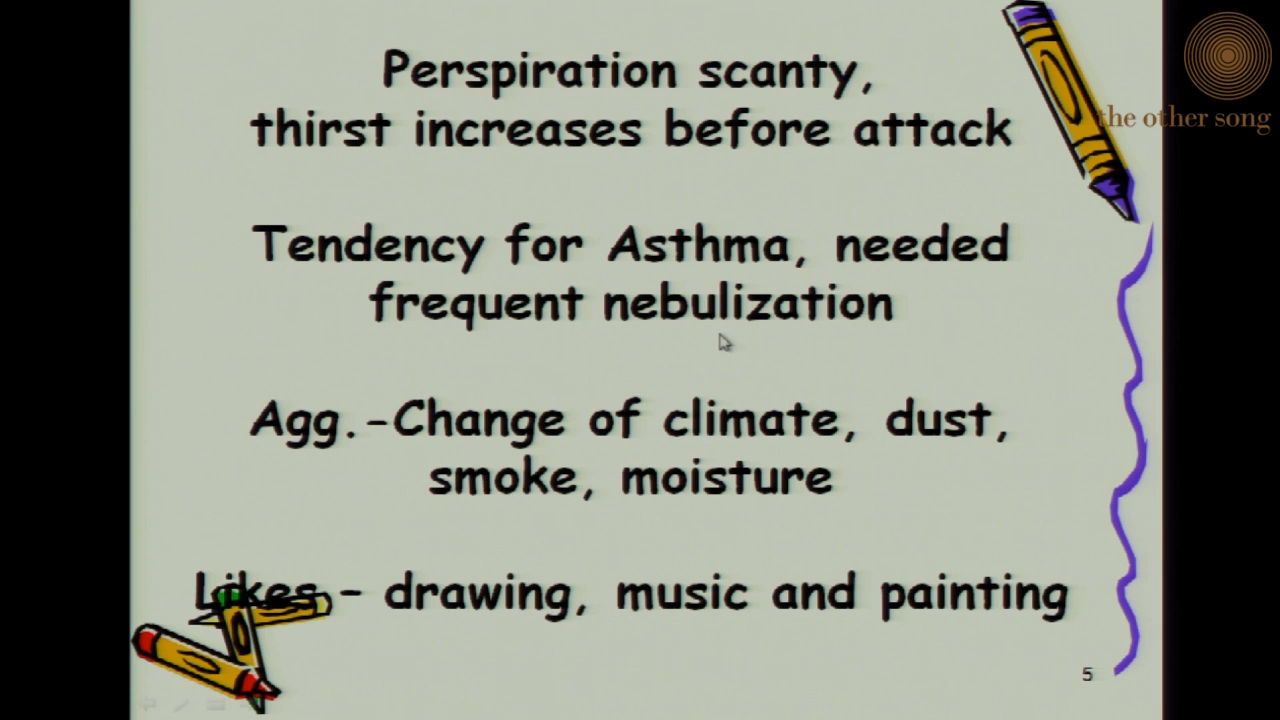 Perspiration scanty,
thirst increases before attack
Tendency for Asthma, needed
frequent nebulization
Agg.-Change of climate, dust,
smoke, moisture
Likes - drawing, music and painting
5
the other song